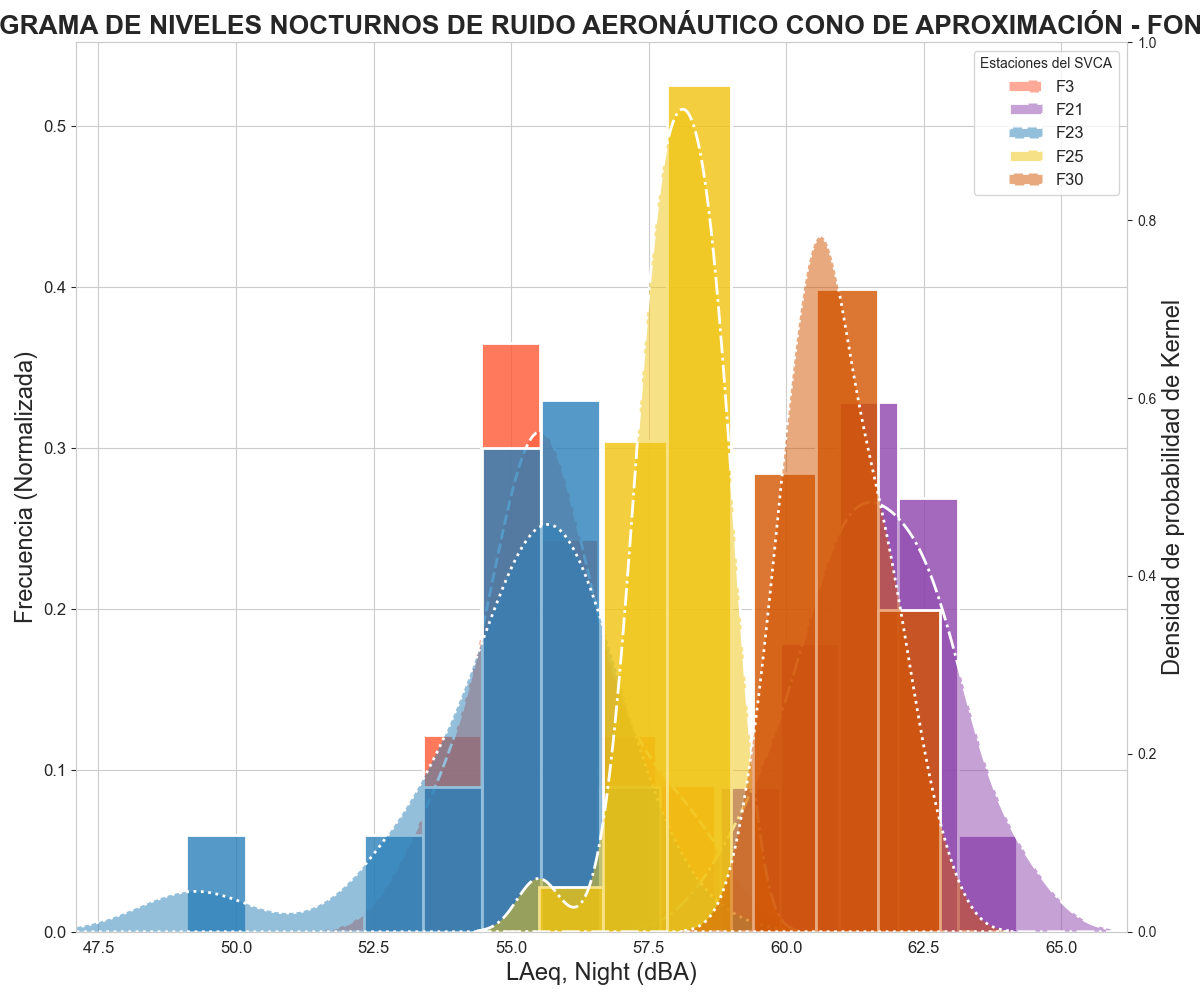 GRAMA DE NIVELES NOCTURNOS DE RUIDO AERONÁUTICO CONO DE APROXIMACIÓN - FON
Estaciones del SVCA
F3
F21
F23
F25
F30
Frecuencia (Normalizada)
0.5
0.4
0.3
0.2
0.1
0.0
Densidad de probabilidad de Kernel
1.0
0.8
0.6
0.4
0.2
0.0
47.5 50.0 52.5 55.0 57.5 60.0 62.5 65.0
LAeq, Night (dBA)